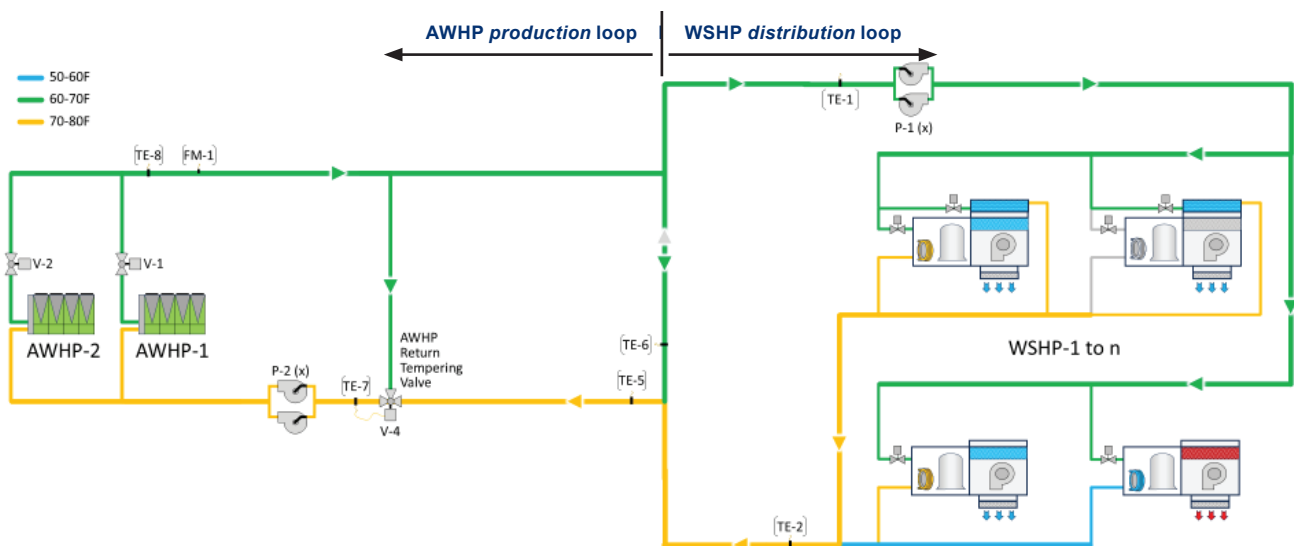 AWHP production loop
WSHP distribution loop
50-60F
60-70F
70-80F
[TE-1]
P-1 (x)
[TE-8]
[FM-1]
V-2
V-1
AWHP-2
AWHP-1
AWHP
Return
Tempering
Valve
[TE-6]
WSHP-1 to n
P-2 (x)
[TE-7]
[TE-5]
V-4
[TE-2]